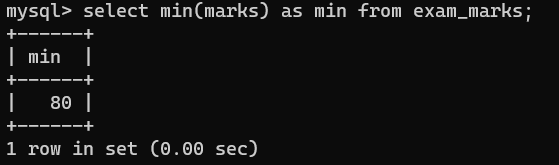 mysql> select min(marks) as min from exam_marks;
+------+
| min  |
+------+
|   80 |
+------+
1 row in set (0.00 sec)